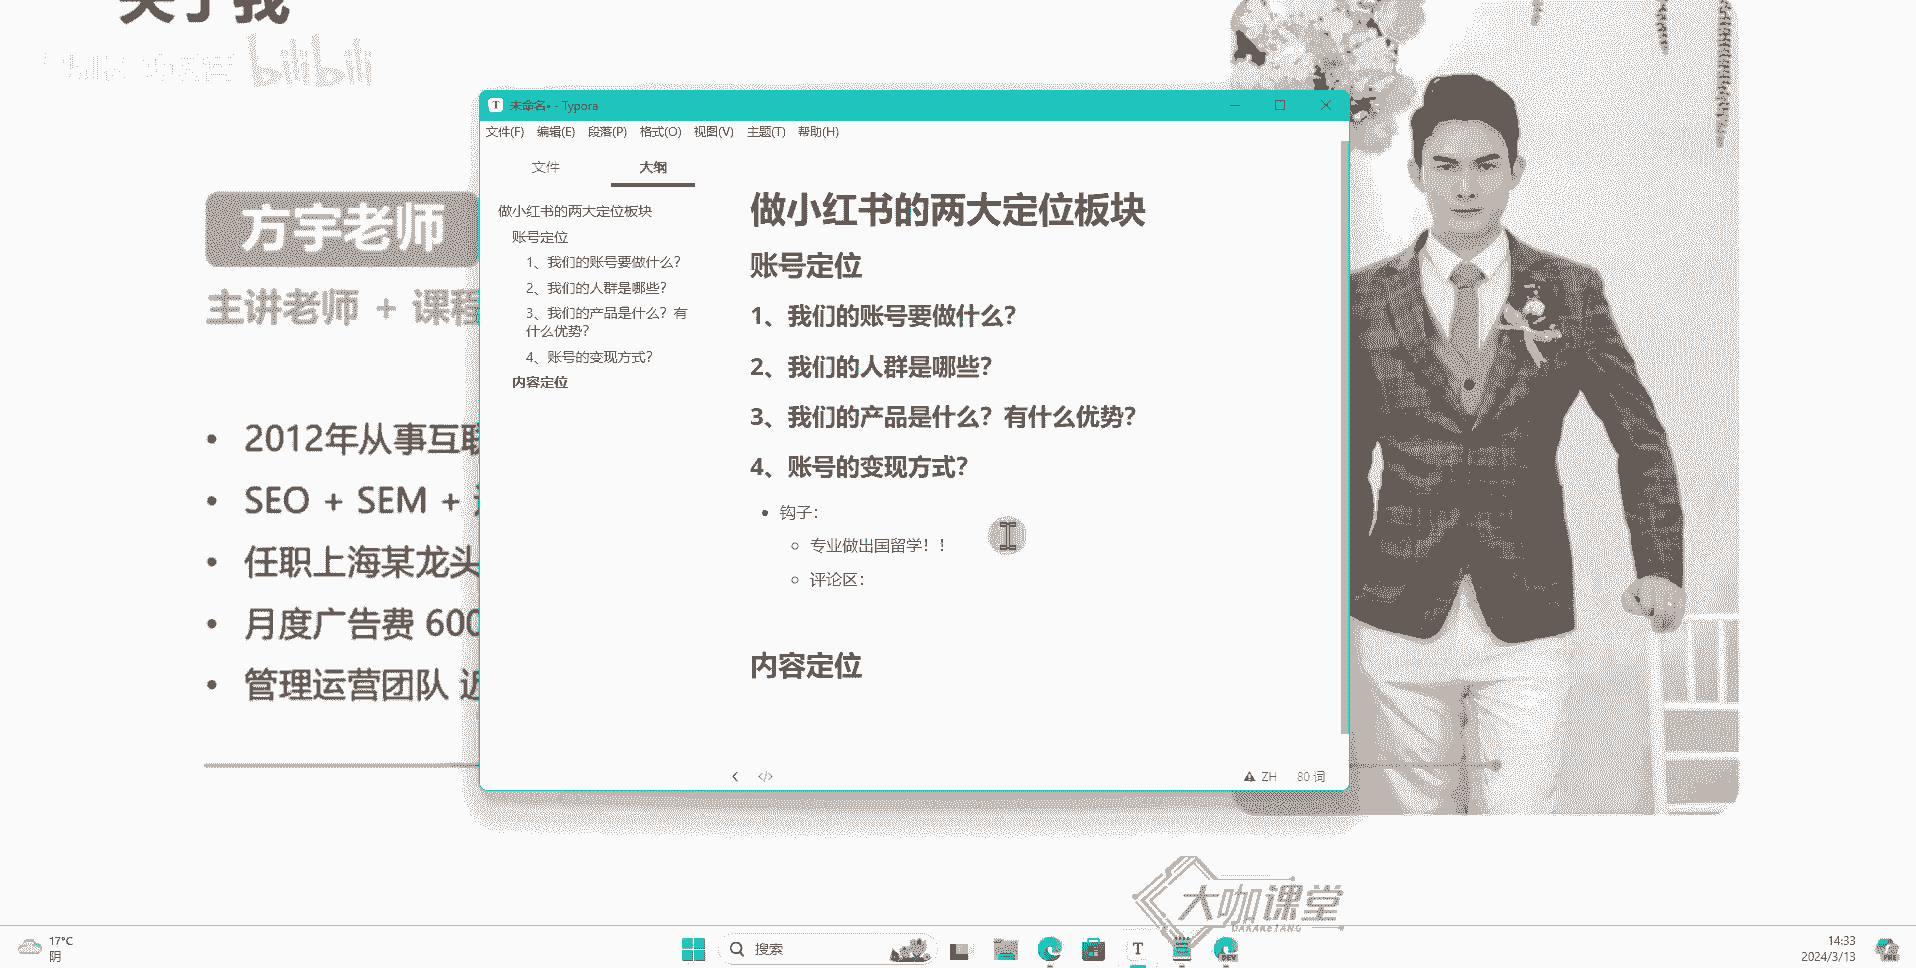 关于我
bilibili
方宇老师
主讲老师 + 课程
2012年从事互联
SEO + SEM +
任职上海某龙头
月度广告费 600
管理运营团队 近
未命名• - Typora
文件(F) 编辑(E) 段落(P) 格式(O) 视图(V) 主题(T) 帮助(H)
文件 大纲
做小红书的两大定位板块
账号定位
1、我们的账号要做什么?
2、我们的人群是哪些?
3、我们的产品是什么? 有
什么优势?
4、账号的变现方式?
内容定位
做小红书的两大定位板块
账号定位
1、我们的账号要做什么?
2、我们的人群是哪些?
3、我们的产品是什么? 有什么优势?
4、账号的变现方式?
钩子:
专业做出国留学! !
评论区:
内容定位
</> ZH 80 词
大咖课堂
DAKAKETANG
17°C
阴
搜索
T
DEV
14:33
2024/3/13
PRE